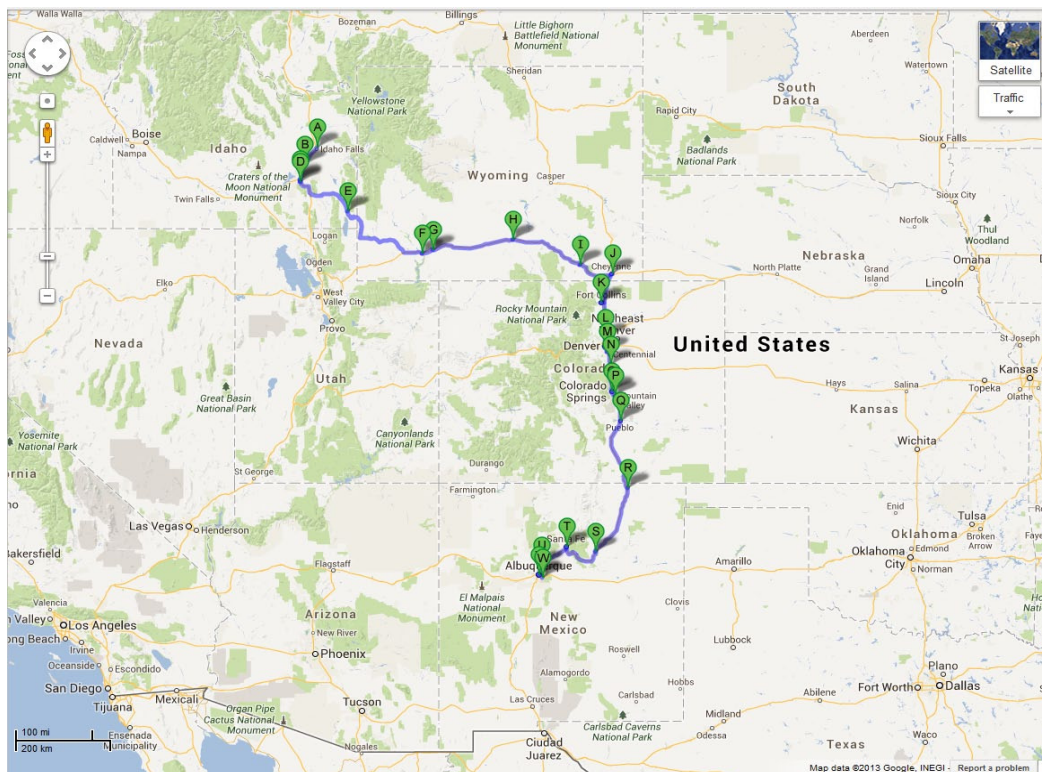 Walla Walla
Bozeman
Billings
Little Bighorn
Battlefield National
Monument
Aberdeen
Sheridan
Watertown
South
Dakota
Satellite
Traffic
Yellowstone
National Park
Rapid City
Badlands
National Park
Sioux Falls
Boise
Caldwell
Nampa
Idaho
A
B
D
Idaho Falls
Craters of the
Moon National
Monument
Twin Falls
E
Wyoming
Casper
Sioux City
Norfolk
Thul
Woodland
Logan
F
G
H
I
J
Cheyenne
Nebraska
Omaha
Ogden
North Platte
Grand
Island
Lincoln
Elko
West
Valley City
Provo
K
Fort Collins
Rocky Mountain
National Park
L
M
N
Denver
Centennial
United States
St Joseph
Nevada
Utah
Colorado
Colorado
Springs
P
Q
Pueblo
Hays
Salina
Topeka
Kansas
Olathe
Great Basin
National Park
Kansas
Canyonlands
National Park
Yosemite
National Park
Wichita
St George
Durango
Farmington
R
Las Vegas
Henderson
Enid
Tulsa
Broken
Arrow
Bakersfield
T
S
Santa Fe
U
W
Albuquerque
Oklahoma
Oklahoma
City
Edmond
Norman
Flagstaff
Amarillo
El Malpais
National
Monument
Valencia
Los Angeles
Long Beach
Irvine
Oceanside
Escondido
Arizona
New River
Phoenix
New
Mexico
Clovis
Lubbock
Roswell
San Diego
Tijuana
Mexicali
Alamogordo
Hobbs
Plano
Fort Worth
Dallas
Tucson
Las Cruces
Carlsbad
Abilene
Organ Pipe
Cactus National
Monument
Carlsbad Caverns
National Park
Midland
Odessa
100 mi
200 km
Ensenada
Municipality
Nogales
Ciudad
Juarez
Texas
Waco
Map data ©2013 Google, INEGI - Report a problem